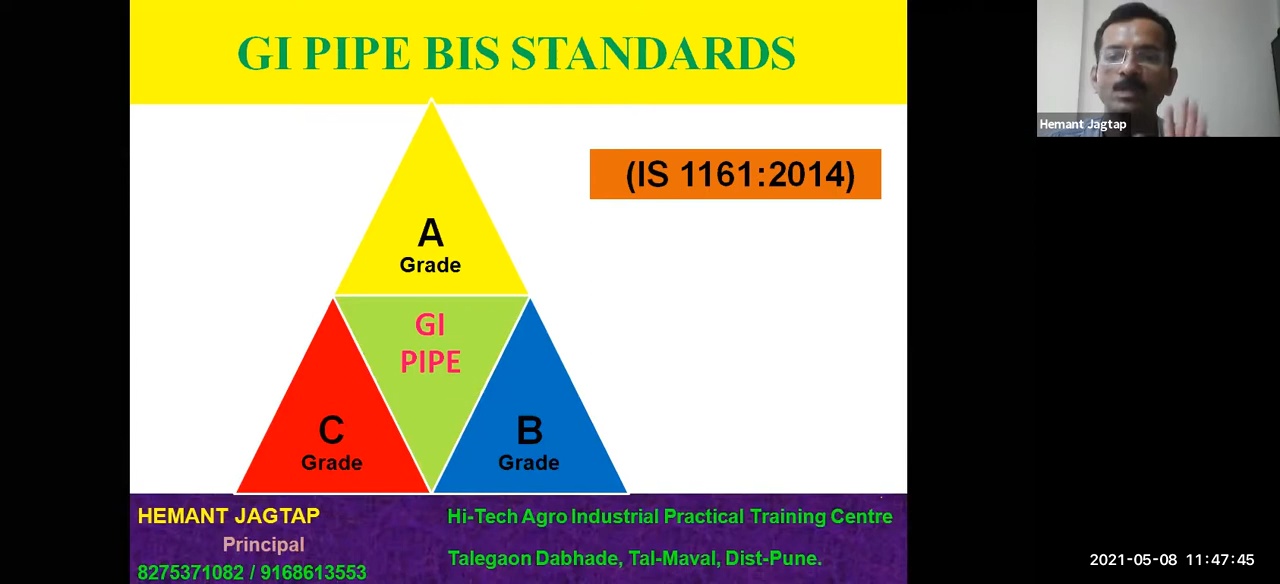 GI PIPE BIS STANDARDS
Hemant Jagtap
(IS 1161:2014)
A
Grade
GI
PIPE
C
Grade
B
Grade
HEMANT JAGTAP
Principal
8275371082 / 9168613553
Hi-Tech Agro Industrial Practical Training Centre
Talegaon Dabhade, Tal-Maval, Dist-Pune.
2021-05-08 11:47:45